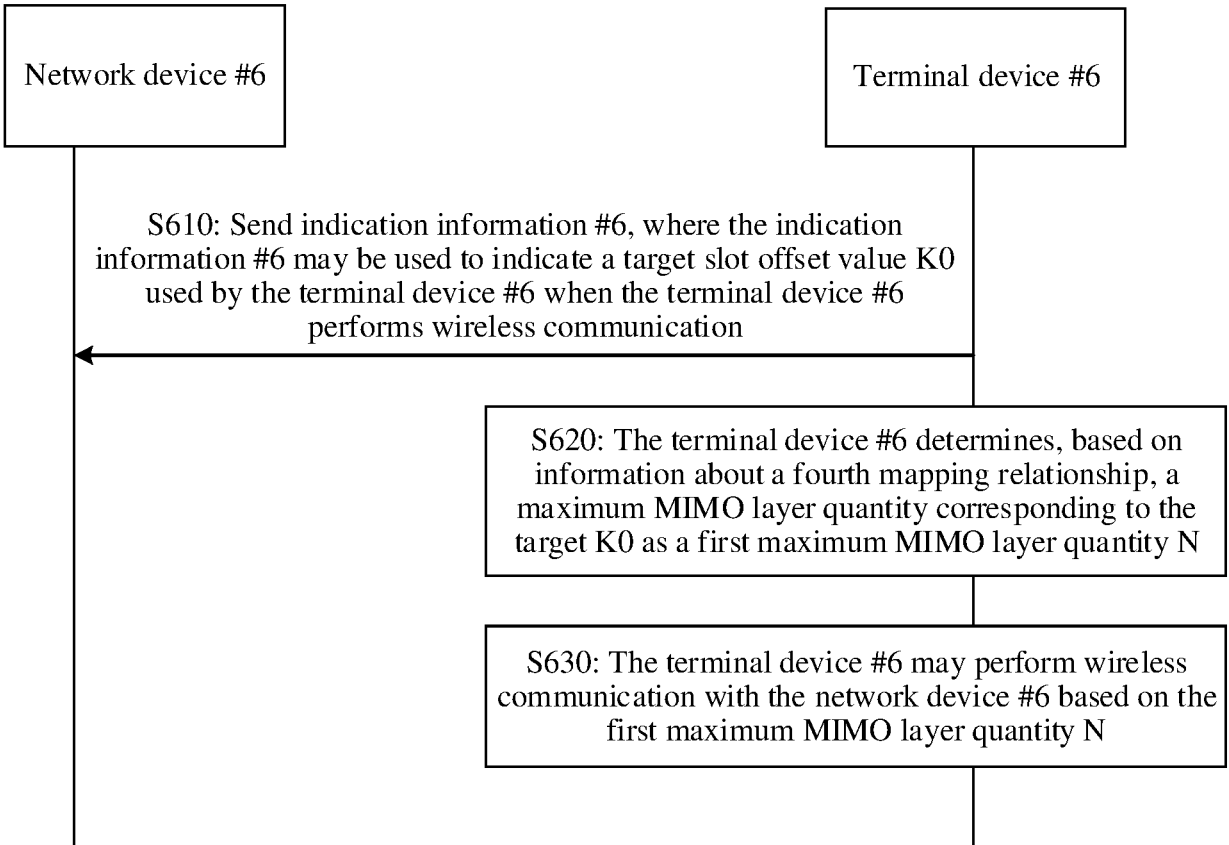 Network device #6
Terminal device #6
S610: Send indication information #6, where the indication
information #6 may be used to indicate a target slot offset value K0
used by the terminal device #6 when the terminal device #6
performs wireless communication
S620: The terminal device #6 determines, based on
information about a fourth mapping relationship, a
maximum MIMO layer quantity corresponding to the
target K0 as a first maximum MIMO layer quantity N
S630: The terminal device #6 may perform wireless
communication with the network device #6 based on the
first maximum MIMO layer quantity N